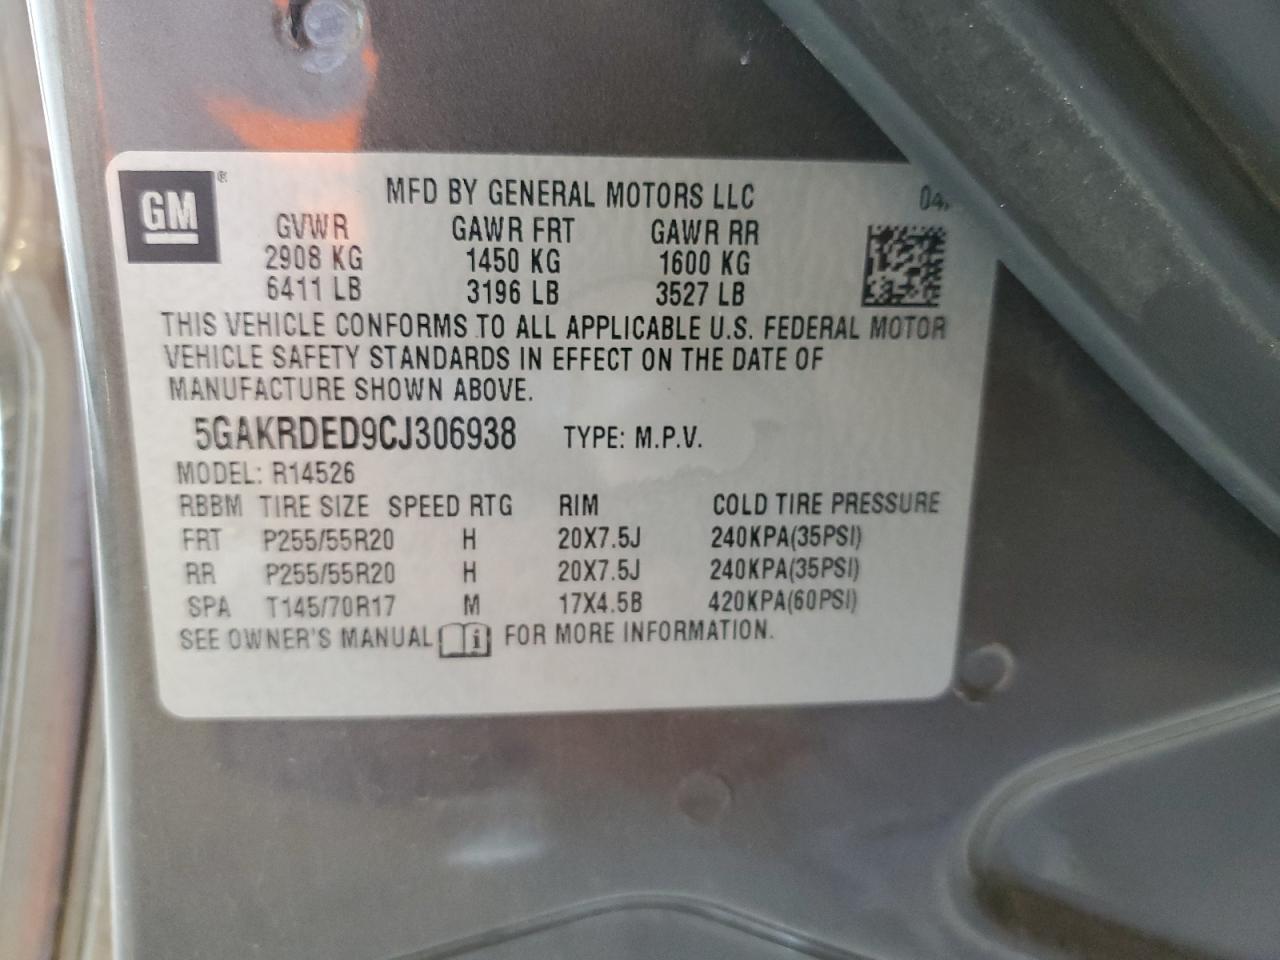 GM ®
MFD BY GENERAL MOTORS LLC 04/
GVWR GAWR FRT GAWR RR
2908 KG 1450 KG 1600 KG
6411 LB 3196 LB 3527 LB
THIS VEHICLE CONFORMS TO ALL APPLICABLE U.S. FEDERAL MOTOR
VEHICLE SAFETY STANDARDS IN EFFECT ON THE DATE OF
MANUFACTURE SHOWN ABOVE.
5GAKRDED9CJ306938 TYPE: M.P.V.
MODEL: R14526
RBBM TIRE SIZE SPEED RTG RIM COLD TIRE PRESSURE
FRT P255/55R20 H 20X7.5J 240KPA(35PSI)
RR P255/55R20 H 20X7.5J 240KPA(35PSI)
SPA T145/70R17 M 17X4.5B 420KPA(60PSI)
SEE OWNER'S MANUAL i FOR MORE INFORMATION.